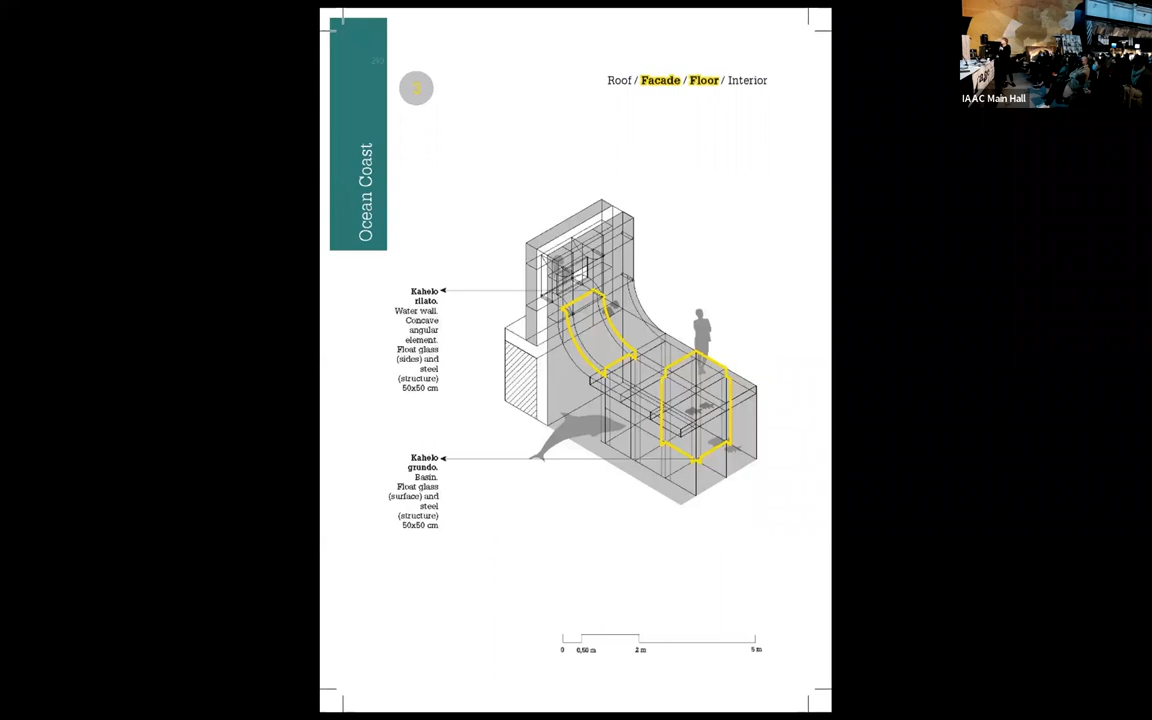 293
IAAC Main Hall
Roof / Facade / Floor / Interior
Ocean Coast
Kahelo
rilato.
Water wall.
Concave
angular
element.
Float glass
(sides) and
steel
(structure)
50x50 cm
Kahelo
grundo.
Basin.
Float glass
(surface) and
steel
(structure)
50x50 cm
0 0,50 m 2 m 5 m